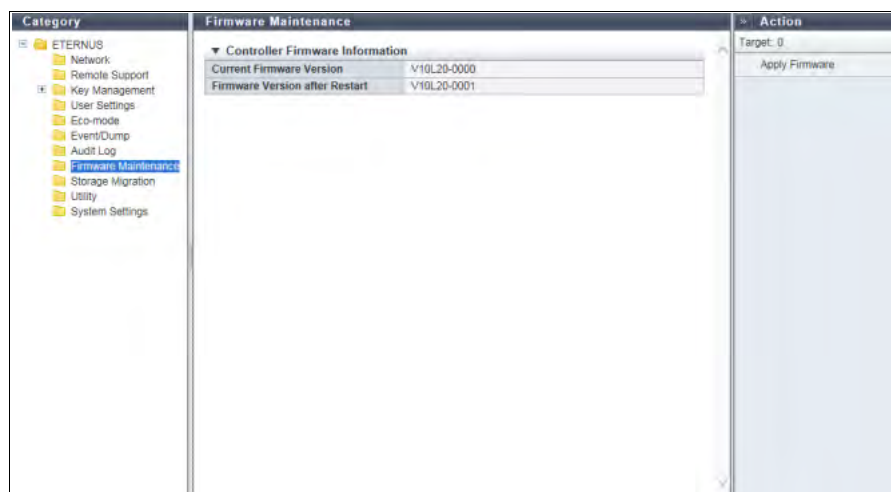 Category
ETERNUS
Network
Remote Support
Key Management
User Settings
Eco-mode
Event/Dump
Audit Log
Firmware Maintenance
Storage Migration
Utility
System Settings
Firmware Maintenance
▼ Controller Firmware Information
Current Firmware Version V10L20-0000
Firmware Version after Restart V10L20-0001
» Action
Target: 0
Apply Firmware